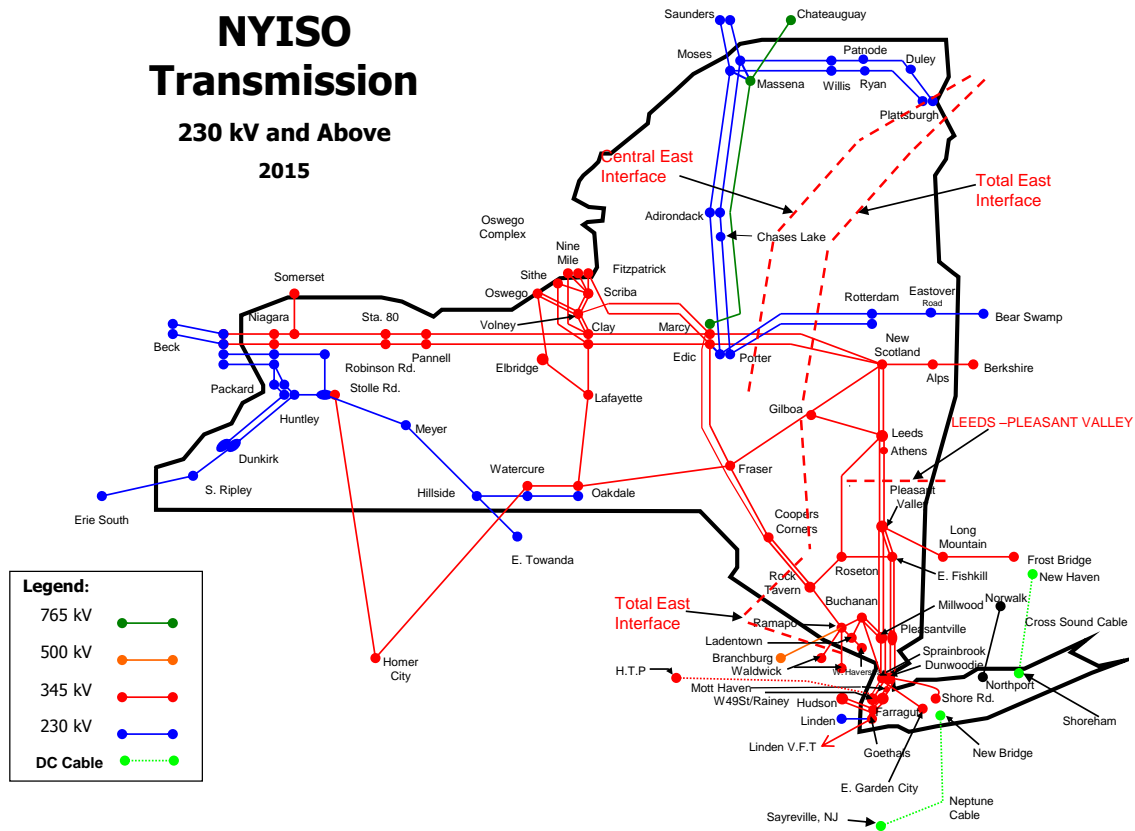 NYISO
Transmission
230 kV and Above
2015
Saunders
Chateauguay
Moses
Massena
Patnode
Willis
Ryan
Duley
Plattsburgh
Central East
Interface
Total East
Interface
Adirondack
Chases Lake
Oswego
Complex
Nine
Mile
Fitzpatrick
Sithe
Oswego
Scriba
Volney
Clay
Somerset
Niagara
Sta. 80
Pannell
Beck
Marcy
Edic
Porter
Rotterdam
Eastover
Road
Bear Swamp
New
Scotland
Alps
Berkshire
Elbridge
Lafayette
Robinson Rd.
Stolle Rd.
Packard
Huntley
Dunkirk
Meyer
Gilboa
Leeds
Athens
LEEDS –PLEASANT VALLEY
Fraser
Watercure
Hillside
Oakdale
S. Ripley
Erie South
E. Towanda
Pleasant
Valley
Coopers
Corners
Long
Mountain
Frost Bridge
Roseton
E. Fishkill
Rock
Tavern
New Haven
Norwalk
Cross Sound Cable
Buchanan
Millwood
Total East
Interface
Ramapo
Ladentown
Pleasantville
Branchburg
Waldwick
W. Haverst
Sprainbrook
Dunwoodie
Homer
City
H.T.P
Mott Haven
W49St/Rainey
Hudson
Farragut
Shore Rd.
Northport
Shoreham
Linden
Linden V.F.T
Goethals
New Bridge
E. Garden City
Neptune
Cable
Sayreville, NJ
Legend:
765 kV
500 kV
345 kV
230 kV
DC Cable